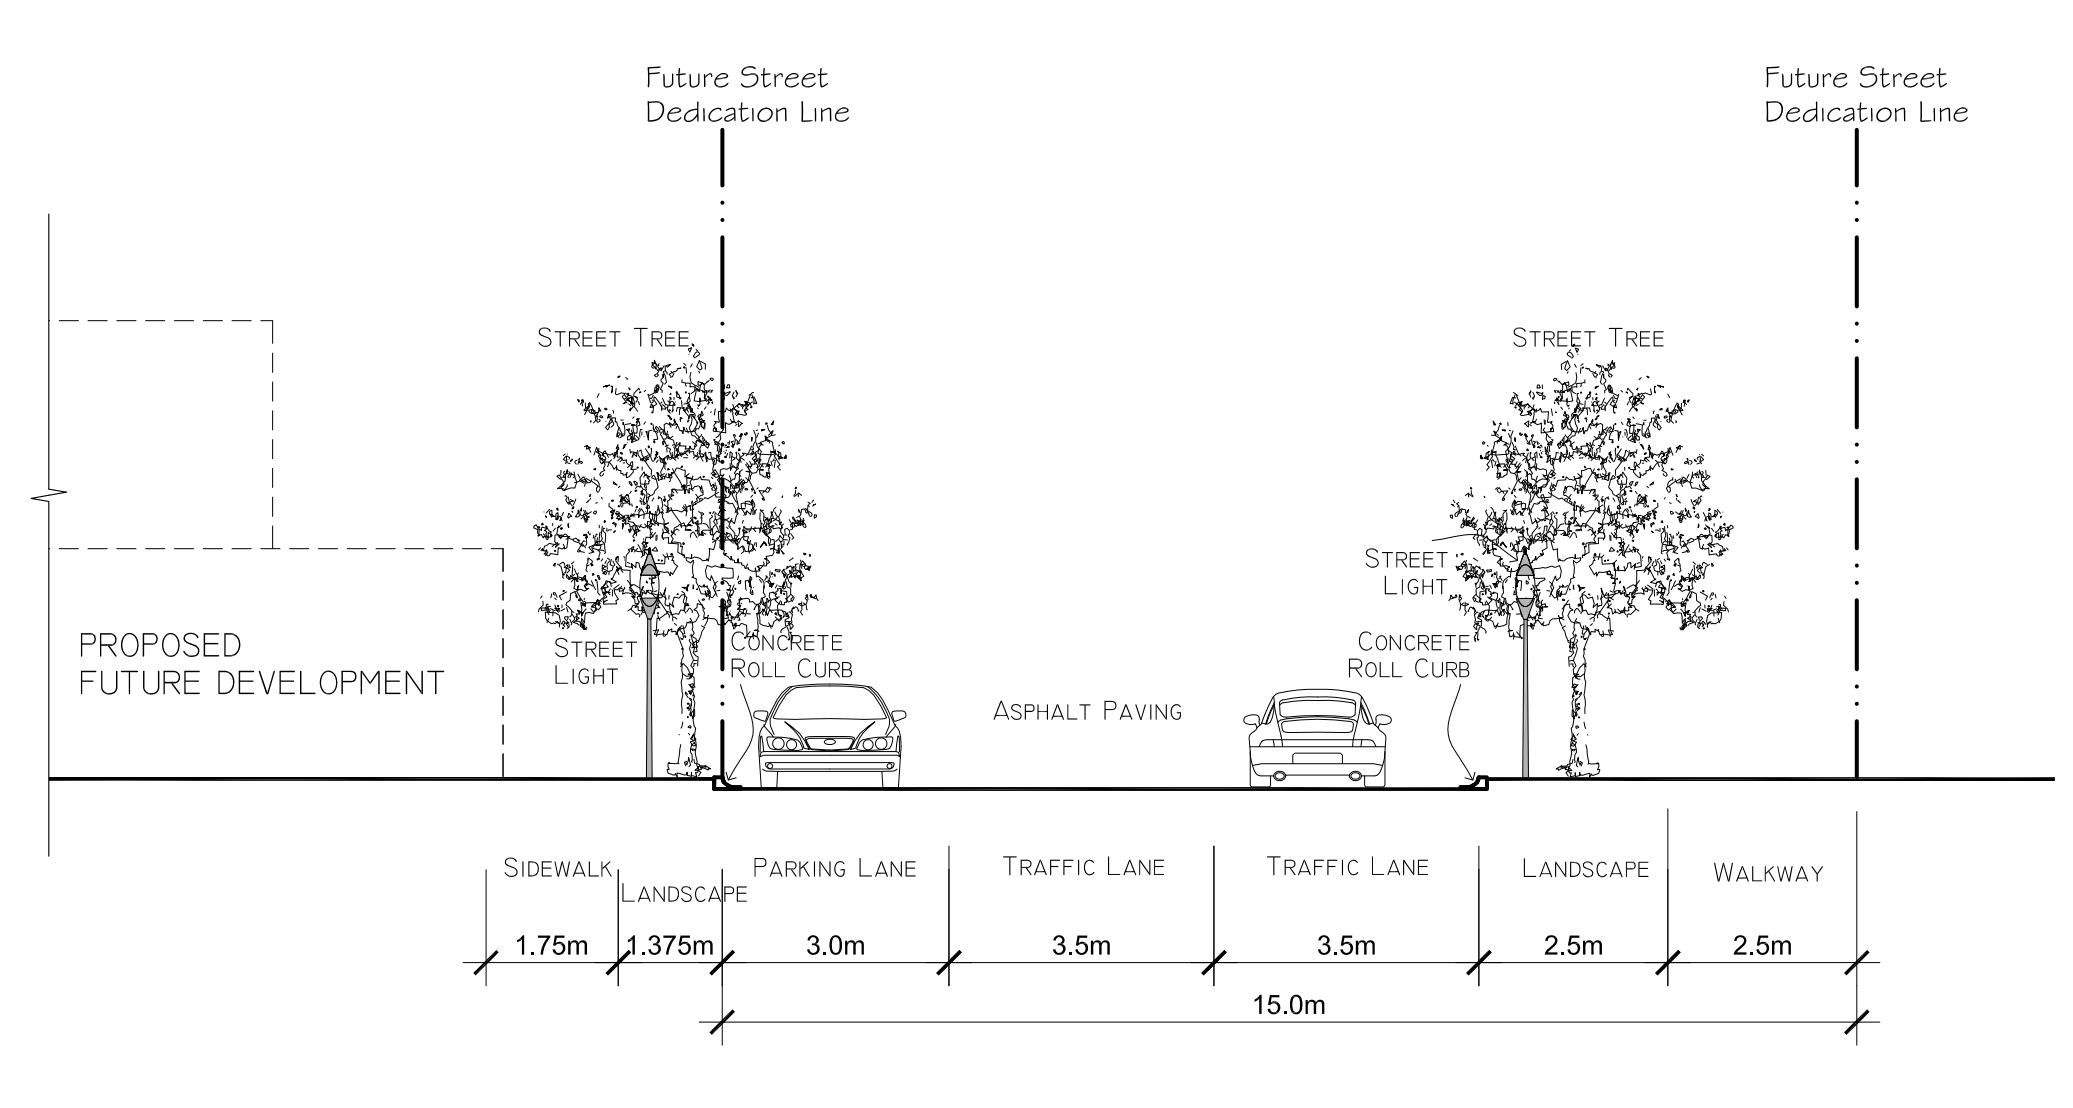 Future Street
Dedication Line
Future Street
Dedication Line
STREET TREE
STREET TREE
STREET
LIGHT
PROPOSED
FUTURE DEVELOPMENT
STREET
LIGHT
CONCRETE
ROLL CURB
CONCRETE
ROLL CURB
ASPHALT PAVING
SIDEWALK
LANDSCAPE
PARKING LANE
TRAFFIC LANE
TRAFFIC LANE
LANDSCAPE
WALKWAY
1.75m
1.375m
3.0m
3.5m
3.5m
2.5m
2.5m
15.0m